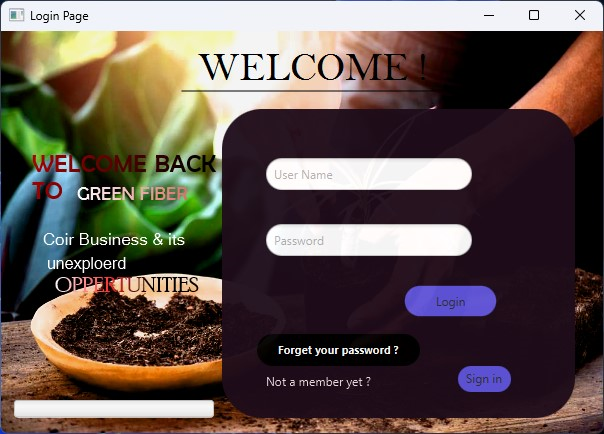 Login Page
WELCOME !
WELCOME BACK
TO GREEN FIBER
Coir Business & its
unexploerd
OPPERTUNITIES
User Name
Password
Login
Forget your password ?
Not a member yet ?
Sign in